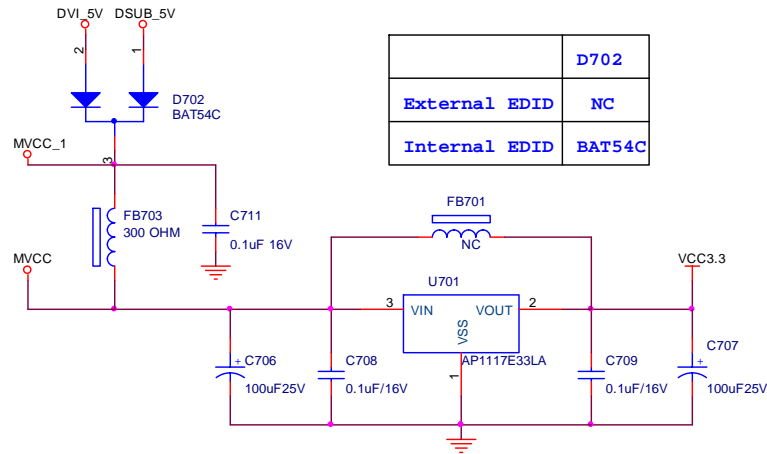 DVI_5V DSUB_5V
2 1
D702
BAT54C
D702
External EDID NC
Internal EDID BAT54C
MVCC_1
3
FB703
300 OHM
C711
0.1uF 16V
FB701
NC
MVCC
VCC3.3
U701
3 VIN VOUT 2
VSS
AP1117E33LA
1
+ C706
100uF25V
C708
0.1uF/16V
C709
0.1uF/16V
C707
+
100uF25V